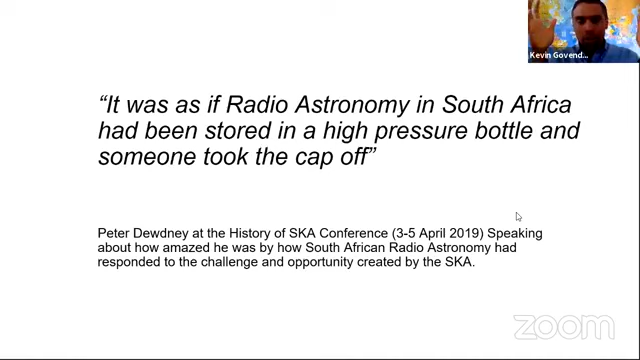 Kevin Govend...
“It was as if Radio Astronomy in South Africa
had been stored in a high pressure bottle and
someone took the cap off”
Peter Dewdney at the History of SKA Conference (3-5 April 2019) Speaking
about how amazed he was by how South African Radio Astronomy had
responded to the challenge and opportunity created by the SKA.
zoom